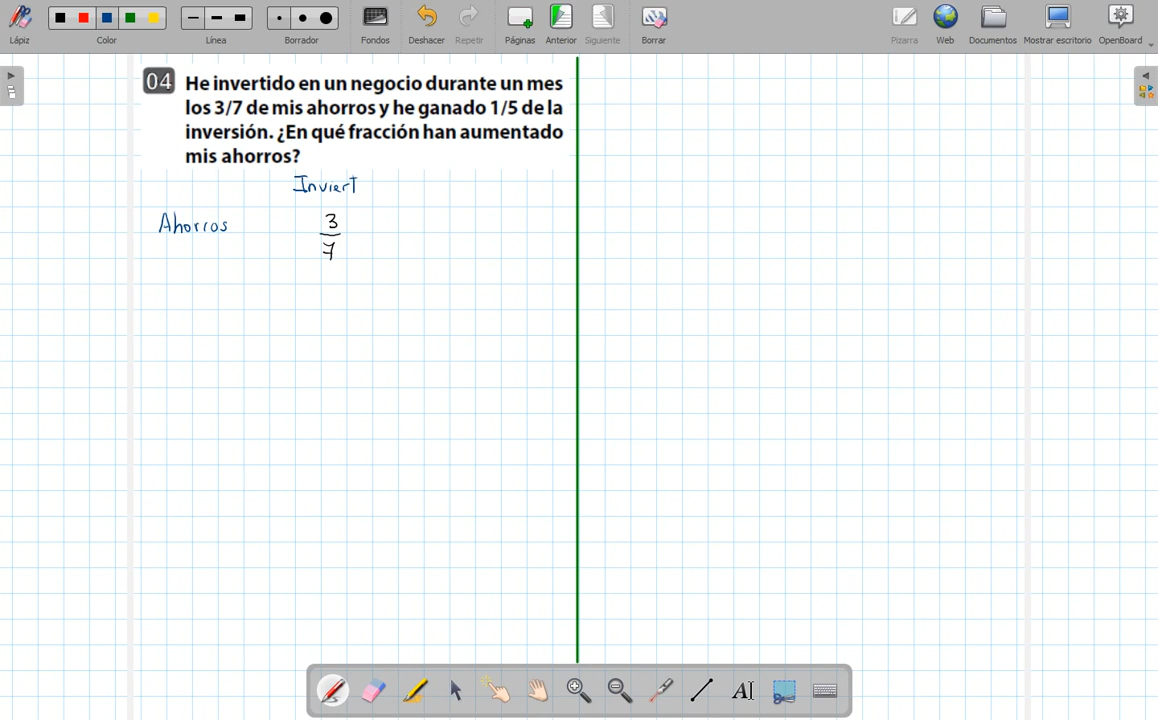 Lápiz
Color
Línea
Borrador
Fondos
Deshacer
Repetir
Páginas
Anterior
Siguiente
Borrar
Pizarra
Web
Documentos
Mostrar escritorio
OpenBoard
04 He invertido en un negocio durante un mes
los 3/7 de mis ahorros y he ganado 1/5 de la
inversión. ¿En qué fracción han aumentado
mis ahorros?
Inviert
Ahorros
3
7